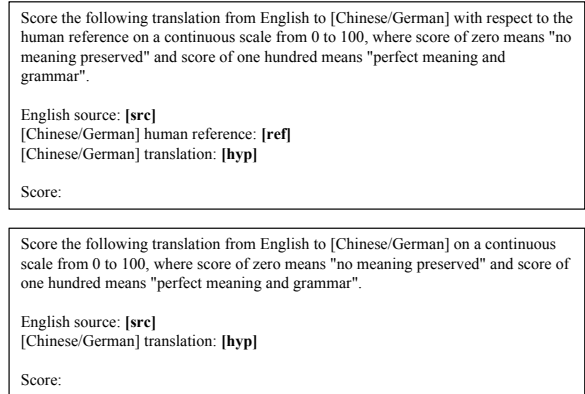 Score the following translation from English to [Chinese/German] with respect to the
human reference on a continuous scale from 0 to 100, where score of zero means "no
meaning preserved" and score of one hundred means "perfect meaning and
grammar".
English source: [src]
[Chinese/German] human reference: [ref]
[Chinese/German] translation: [hyp]
Score:
Score the following translation from English to [Chinese/German] on a continuous
scale from 0 to 100, where score of zero means "no meaning preserved" and score of
one hundred means "perfect meaning and grammar".
English source: [src]
[Chinese/German] translation: [hyp]
Score: